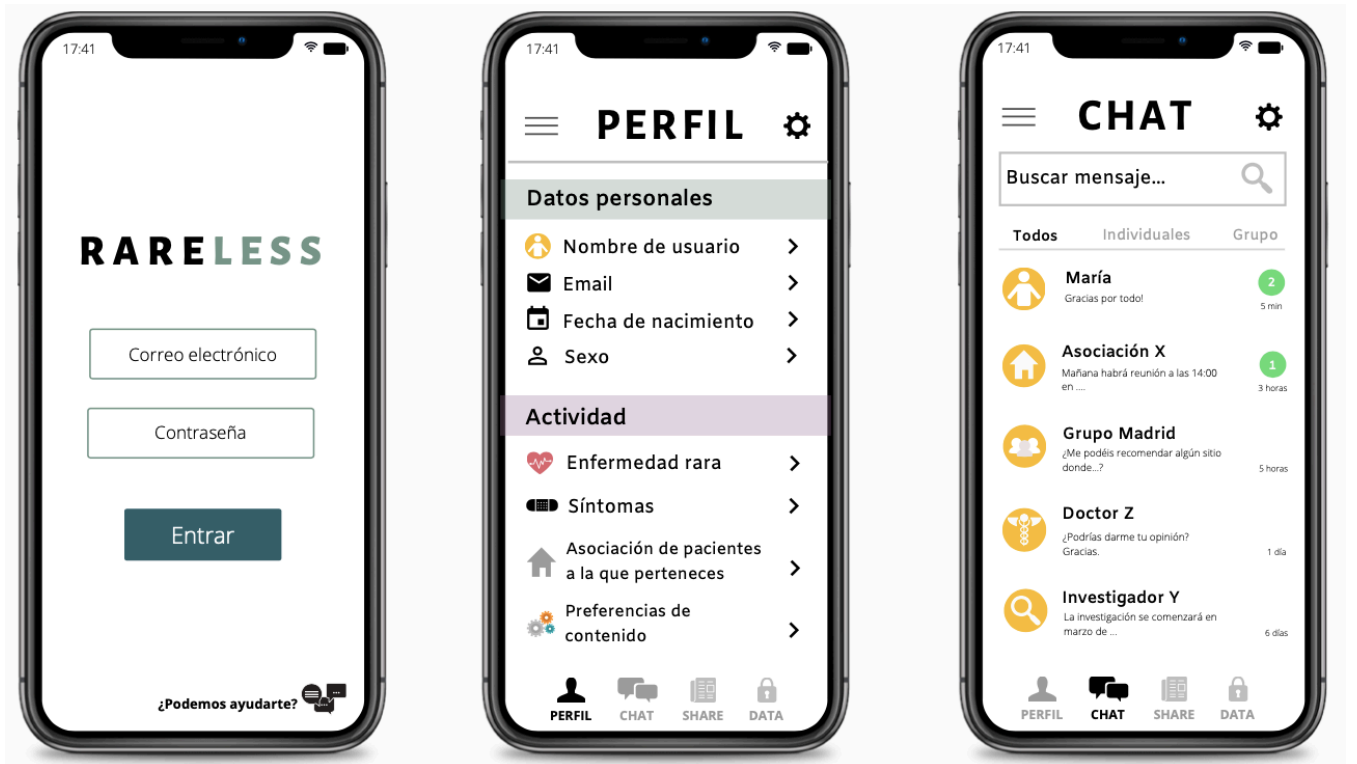 17:41
RARELESS
Correo electrónico
Contraseña
Entrar
¿Podemos ayudarte?
17:41
PERFIL
Datos personales
Nombre de usuario
Email
Fecha de nacimiento
Sexo
Actividad
Enfermedad rara
Síntomas
Asociación de pacientes
a la que perteneces
Preferencias de
contenido
PERFIL CHAT SHARE DATA
17:41
CHAT
Buscar mensaje...
Todos Individuales Grupo
María
Gracias por todo!
2
5 min
Asociación X
Mañana habrá reunión a las 14:00
en ....
1
3 horas
Grupo Madrid
¿Me podéis recomendar algún sitio
donde...?
5 horas
Doctor Z
¿Podrías darme tu opinión?
Gracias.
1 día
Investigador Y
La investigación se comenzará en
marzo de ...
6 días
PERFIL CHAT SHARE DATA